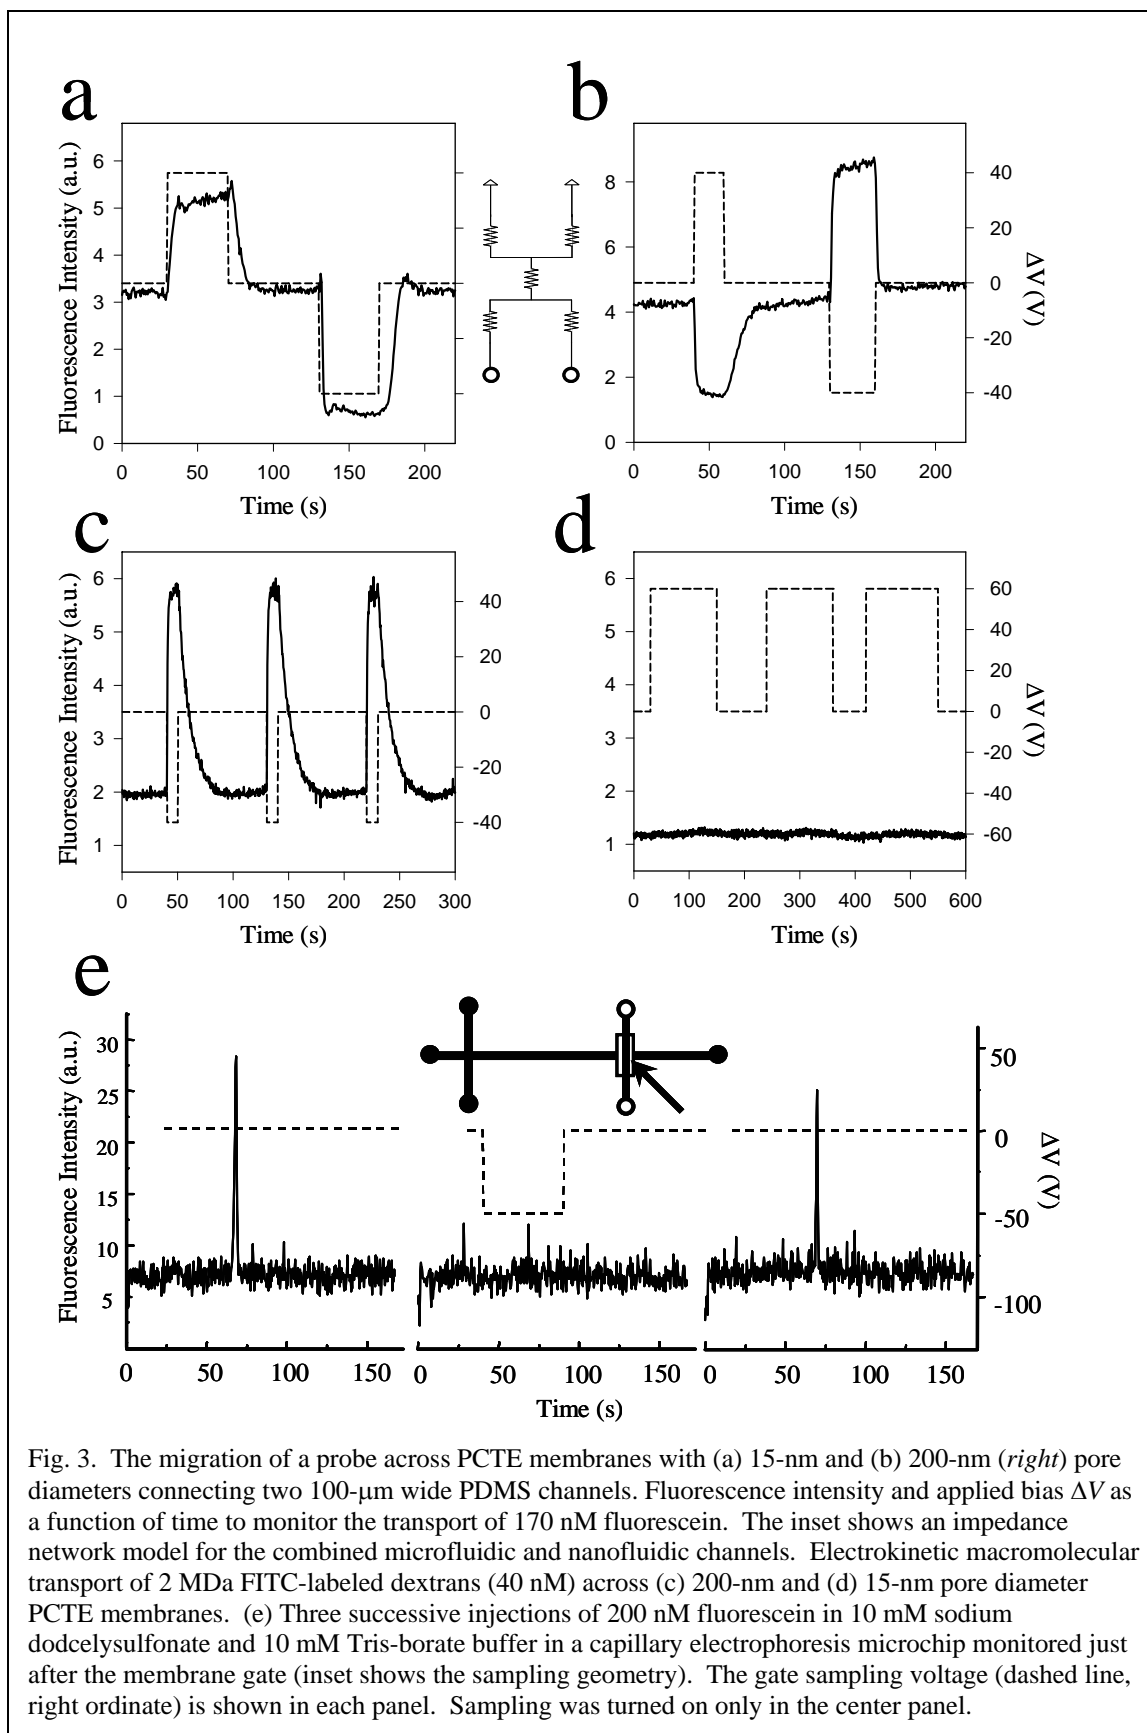 a
Fluorescence Intensity (a.u.)
6
5
4
3
2
1
0
0 50 100 150 200
Time (s)
b
8
6
4
2
0
40
20
0
-20
-40
ΔV (V)
0 50 100 150 200
Time (s)
c
Fluorescence Intensity (a.u.)
6
5
4
3
2
1
40
20
0
-20
-40
0 50 100 150 200 250 300
Time (s)
d
6
5
4
3
2
1
60
40
20
0
-20
-40
-60
ΔV (V)
0 100 200 300 400 500 600
Time (s)
e
Fluorescence Intensity (a.u.)
30
25
20
15
10
5
50
0
-50
-100
ΔV (V)
0 50 100 150 0 50 100 150 0 50 100 150
Time (s)
Fig. 3. The migration of a probe across PCTE membranes with (a) 15-nm and (b) 200-nm (right) pore
diameters connecting two 100-μm wide PDMS channels. Fluorescence intensity and applied bias ΔV as
a function of time to monitor the transport of 170 nM fluorescein. The inset shows an impedance
network model for the combined microfluidic and nanofluidic channels. Electrokinetic macromolecular
transport of 2 MDa FITC-labeled dextrans (40 nM) across (c) 200-nm and (d) 15-nm pore diameter
PCTE membranes. (e) Three successive injections of 200 nM fluorescein in 10 mM sodium
dodcelysulfonate and 10 mM Tris-borate buffer in a capillary electrophoresis microchip monitored just
after the membrane gate (inset shows the sampling geometry). The gate sampling voltage (dashed line,
right ordinate) is shown in each panel. Sampling was turned on only in the center panel.